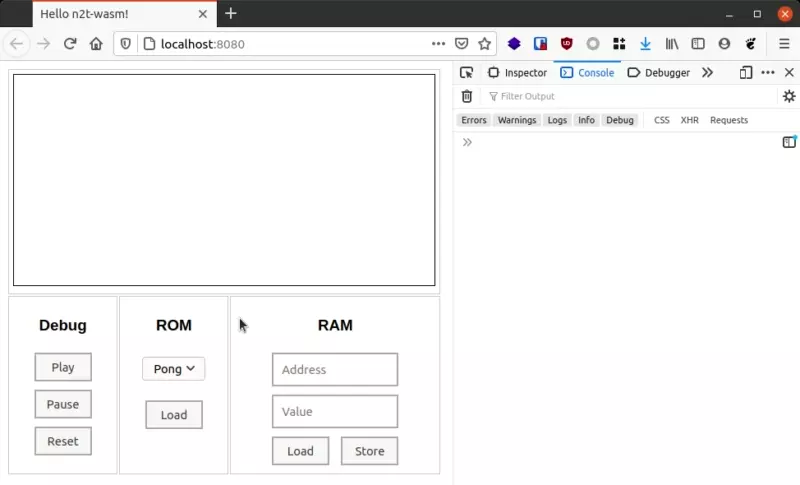 Hello n2t-wasm!
localhost:8080
Inspector Console Debugger
Filter Output
Errors Warnings Logs Info Debug CSS XHR Requests
Debug ROM RAM
Play Pong Address
Pause Load Value
Reset Load Store